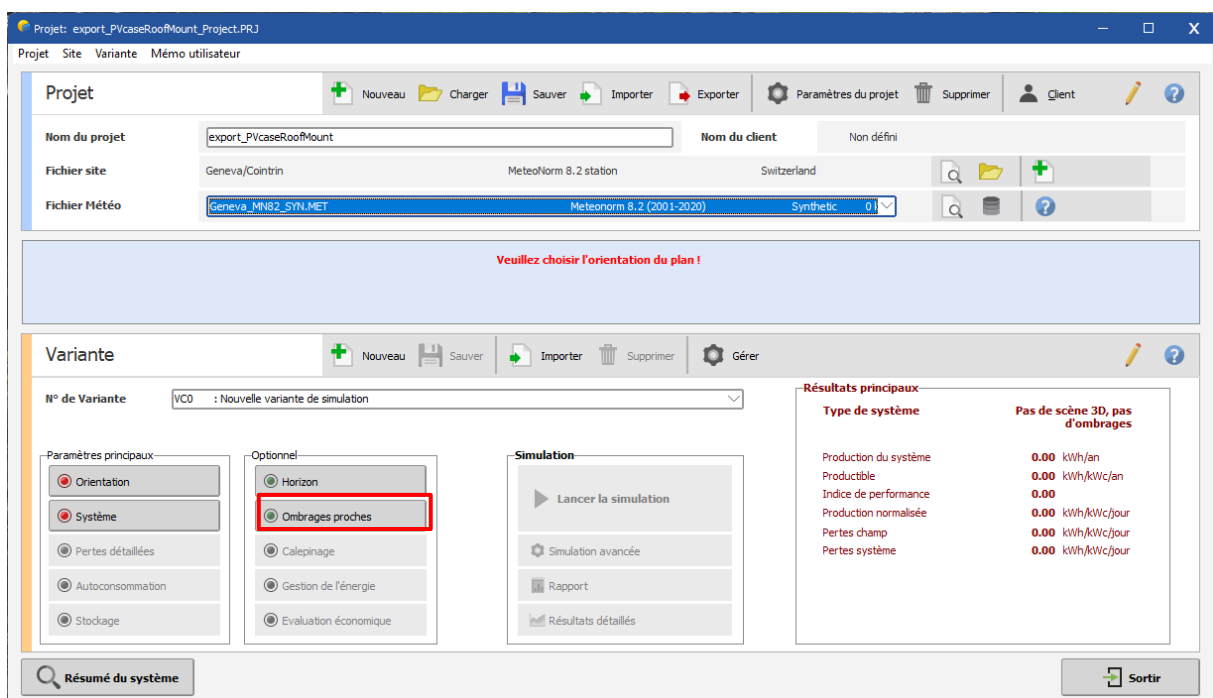 Projet: export_PVcaseRoofMount_Project.PRJ
Projet Site Variante Mémo utilisateur
Projet Nouveau Charger Sauver Importer Exporter Paramètres du projet Supprimer Client
Nom du projet export_PVcaseRoofMount Nom du client Non défini
Fichier site Geneva/Cointrin MeteoNorm 8.2 station Switzerland
Fichier Météo Geneva_MN82_SYN.MET Meteonorm 8.2 (2001-2020) Synthetic 0
Veuillez choisir l'orientation du plan !
Variante Nouveau Sauver Importer Supprimer Gérer
N° de Variante VC0 : Nouvelle variante de simulation
Résultats principaux
Type de système Pas de scène 3D, pas
d'ombrages
Production du système 0.00 kWh/an
Productible 0.00 kWh/kWc/an
Indice de performance 0.00
Production normalisée 0.00 kWh/kWc/jour
Pertes champ 0.00 kWh/kWc/jour
Pertes système 0.00 kWh/kWc/jour
Paramètres principaux
Orientation
Système
Pertes détaillées
Autoconsommation
Stockage
Optionnel
Horizon
Ombrages proches
Calepinage
Gestion de l'énergie
Evaluation économique
Simulation
Lancer la simulation
Simulation avancée
Rapport
Résultats détaillés
Résumé du système
Sortir